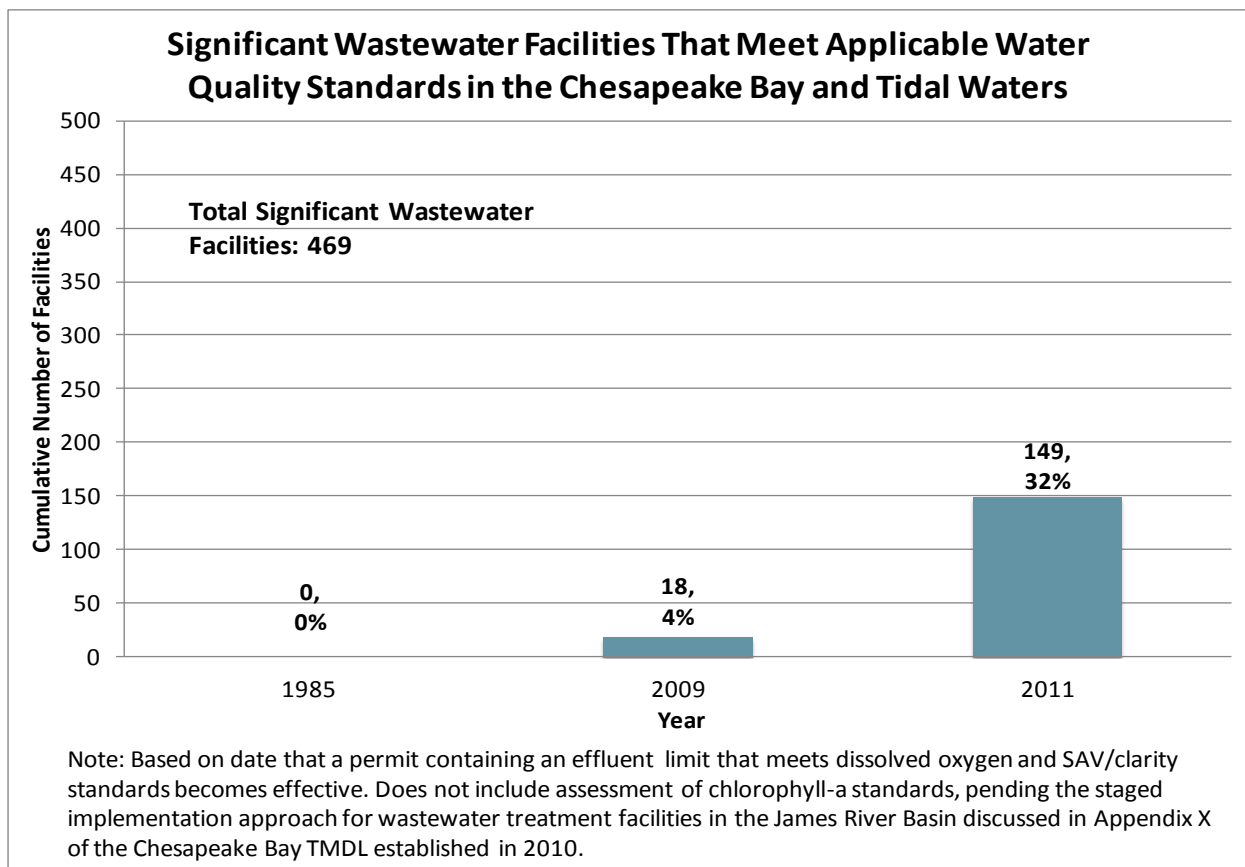 Significant Wastewater Facilities That Meet Applicable Water
Quality Standards in the Chesapeake Bay and Tidal Waters
500
450
400
350
300
250
200
150
100
50
0
Cumulative Number of Facilities
Total Significant Wastewater
Facilities: 469
0,
0%
18,
4%
149,
32%
1985
2009
2011
Year
Note: Based on date that a permit containing an effluent limit that meets dissolved oxygen and SAV/clarity
standards becomes effective. Does not include assessment of chlorophyll-a standards, pending the staged
implementation approach for wastewater treatment facilities in the James River Basin discussed in Appendix X
of the Chesapeake Bay TMDL established in 2010.